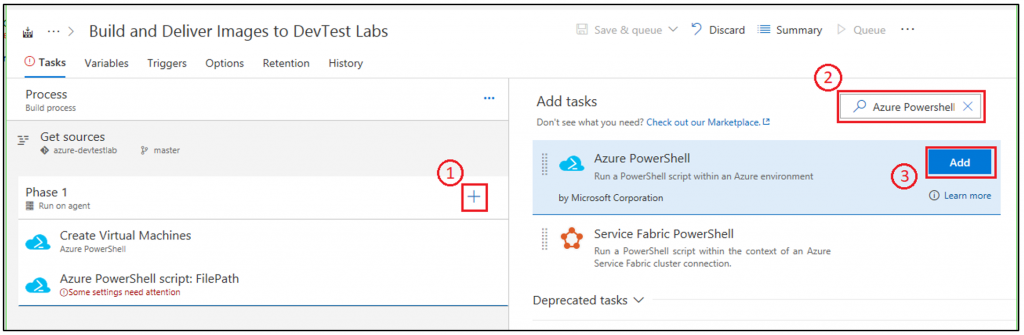 ··· > Build and Deliver Images to DevTest Labs
Save & queue Discard Summary Queue ···
Tasks Variables Triggers Options Retention History
Process
Build process
···
Get sources
azure-devtestlab master
1
Phase 1
Run on agent
Create Virtual Machines
Azure PowerShell
Azure PowerShell script: FilePath
Some settings need attention
2
Add tasks
Azure Powershell
Don't see what you need? Check out our Marketplace.
Azure PowerShell
Add
3
Run a PowerShell script within an Azure environment
by Microsoft Corporation
Learn more
Service Fabric PowerShell
Run a PowerShell script within the context of an Azure
Service Fabric cluster connection.
Deprecated tasks